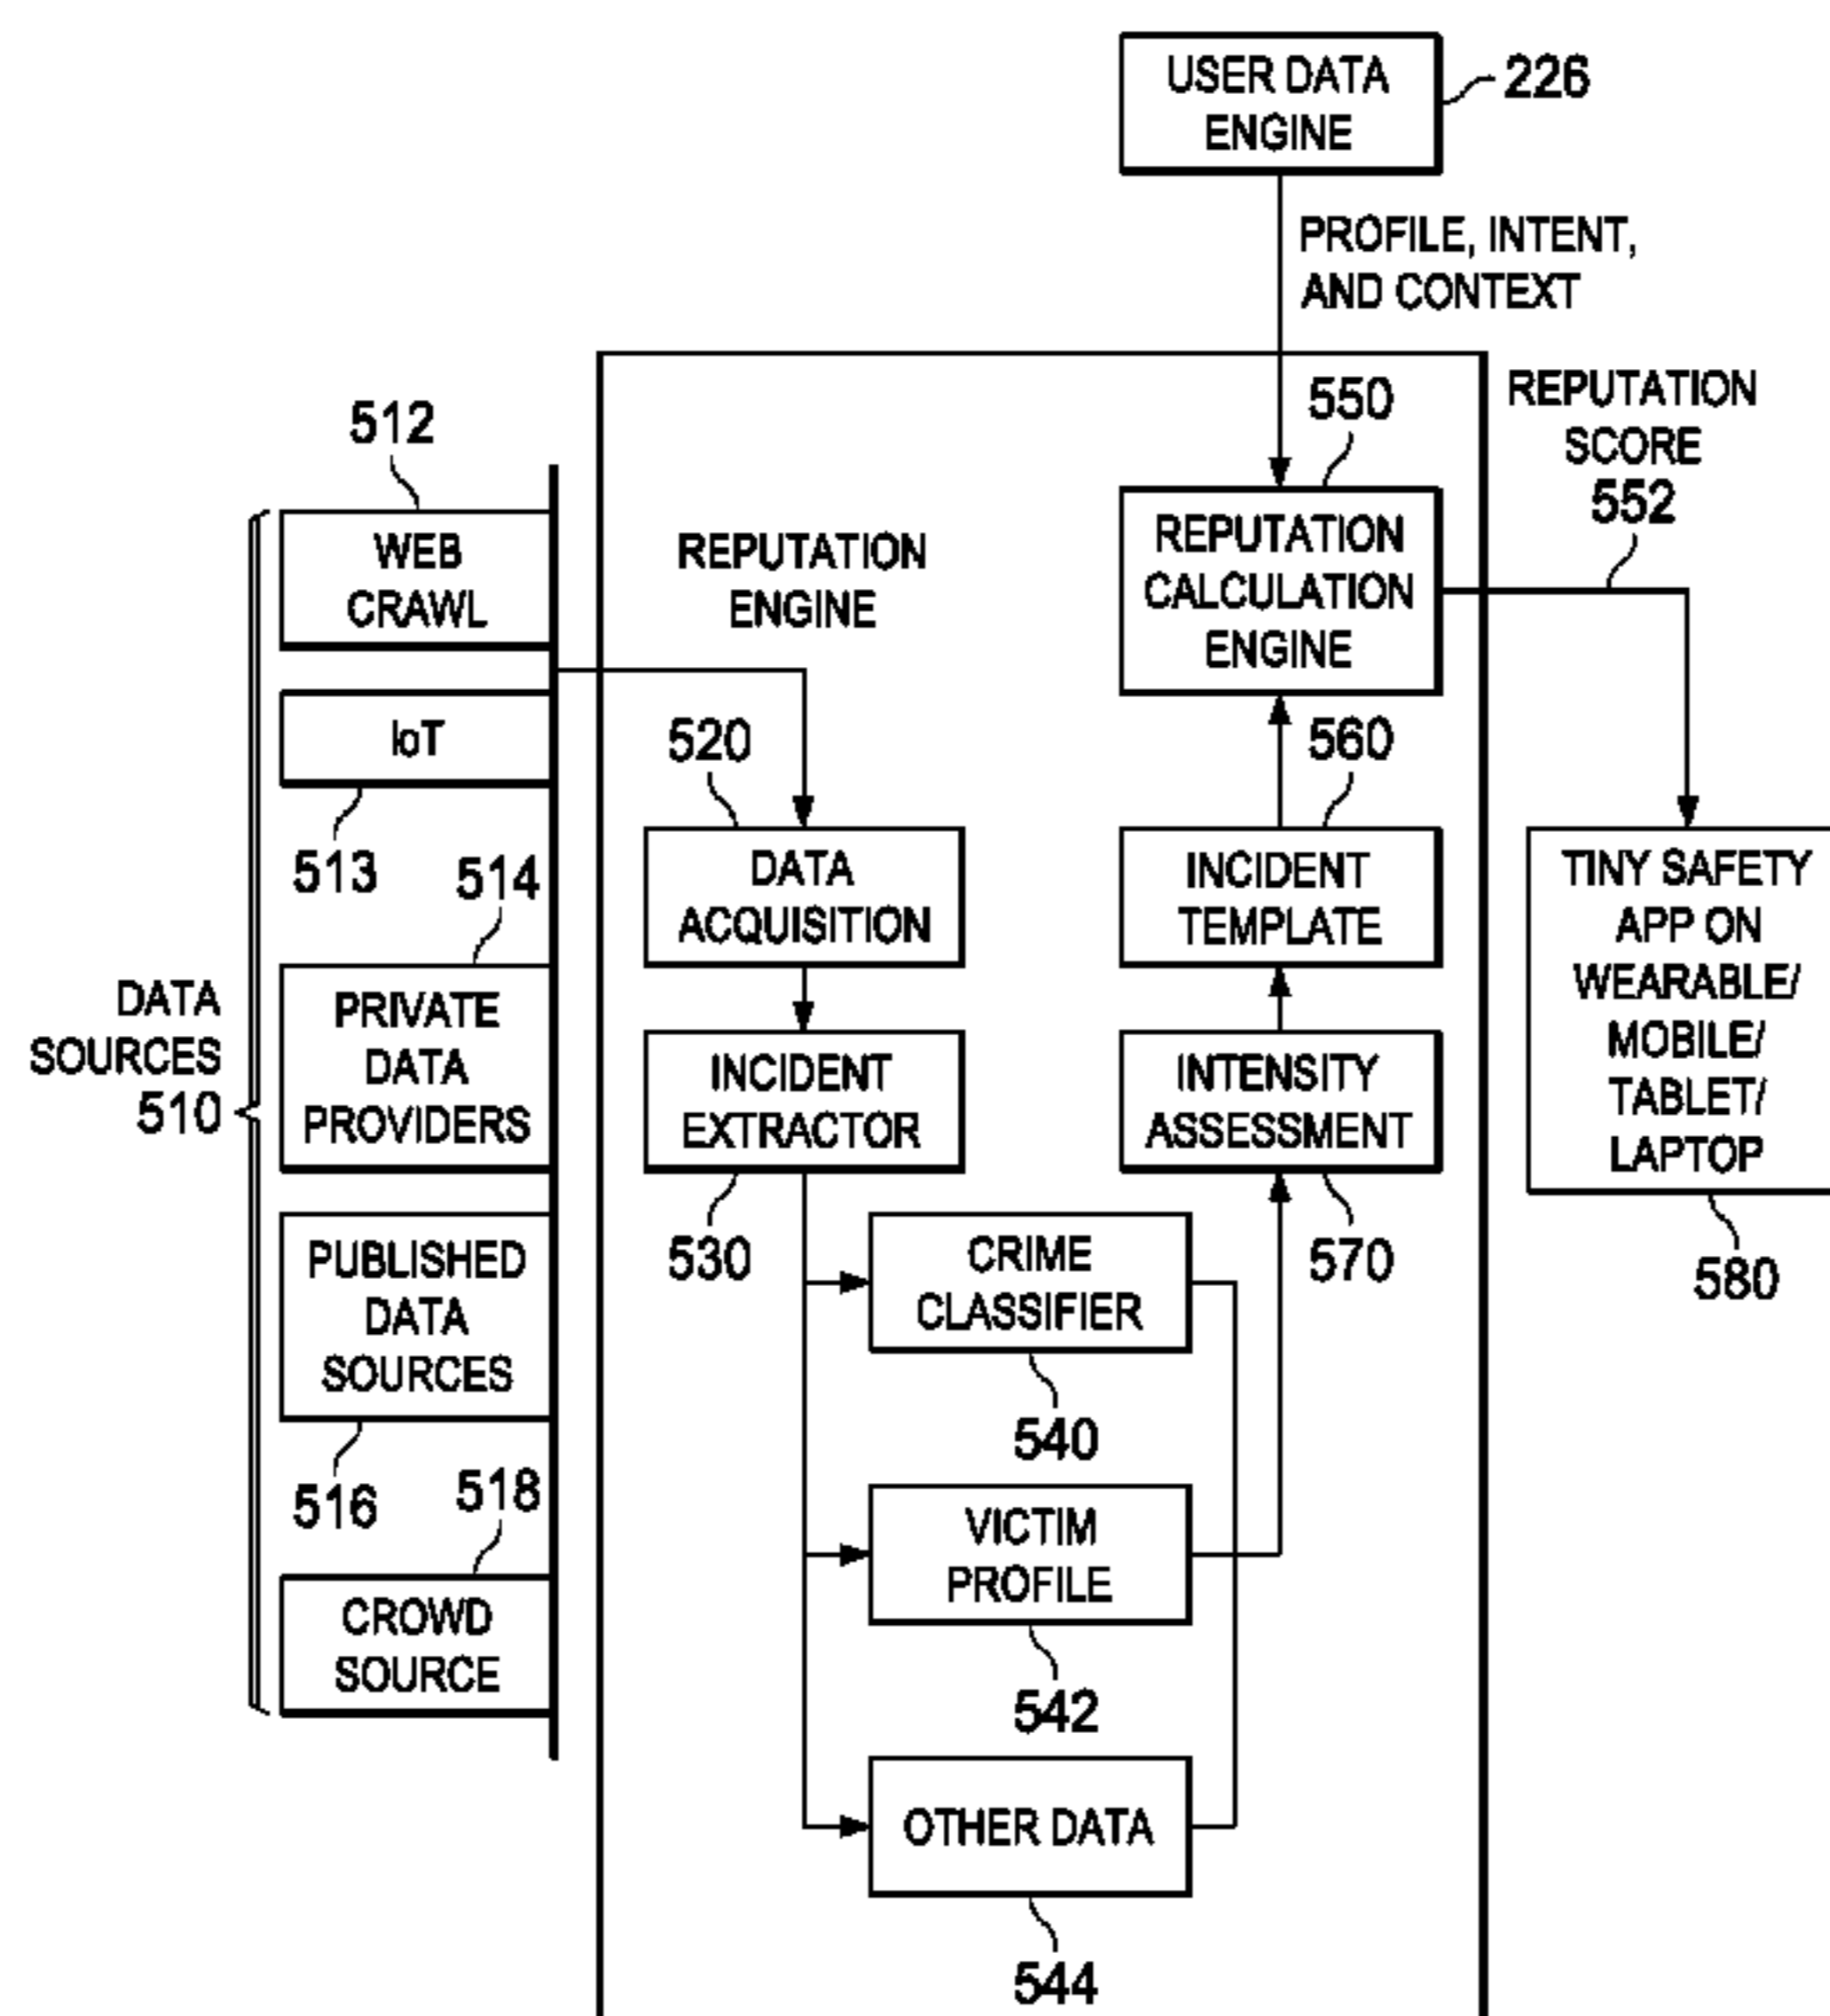 USER DATA
ENGINE
226
PROFILE, INTENT,
AND CONTEXT
REPUTATION
SCORE
552
550
REPUTATION
CALCULATION
ENGINE
REPUTATION
ENGINE
512
WEB
CRAWL
IoT
513
514
DATA
SOURCES
510
PRIVATE
DATA
PROVIDERS
PUBLISHED
DATA
SOURCES
516
518
CROWD
SOURCE
520
DATA
ACQUISITION
INCIDENT
EXTRACTOR
530
560
INCIDENT
TEMPLATE
INTENSITY
ASSESSMENT
570
CRIME
CLASSIFIER
540
VICTIM
PROFILE
542
OTHER DATA
544
TINY SAFETY
APP ON
WEARABLE/
MOBILE/
TABLET/
LAPTOP
580